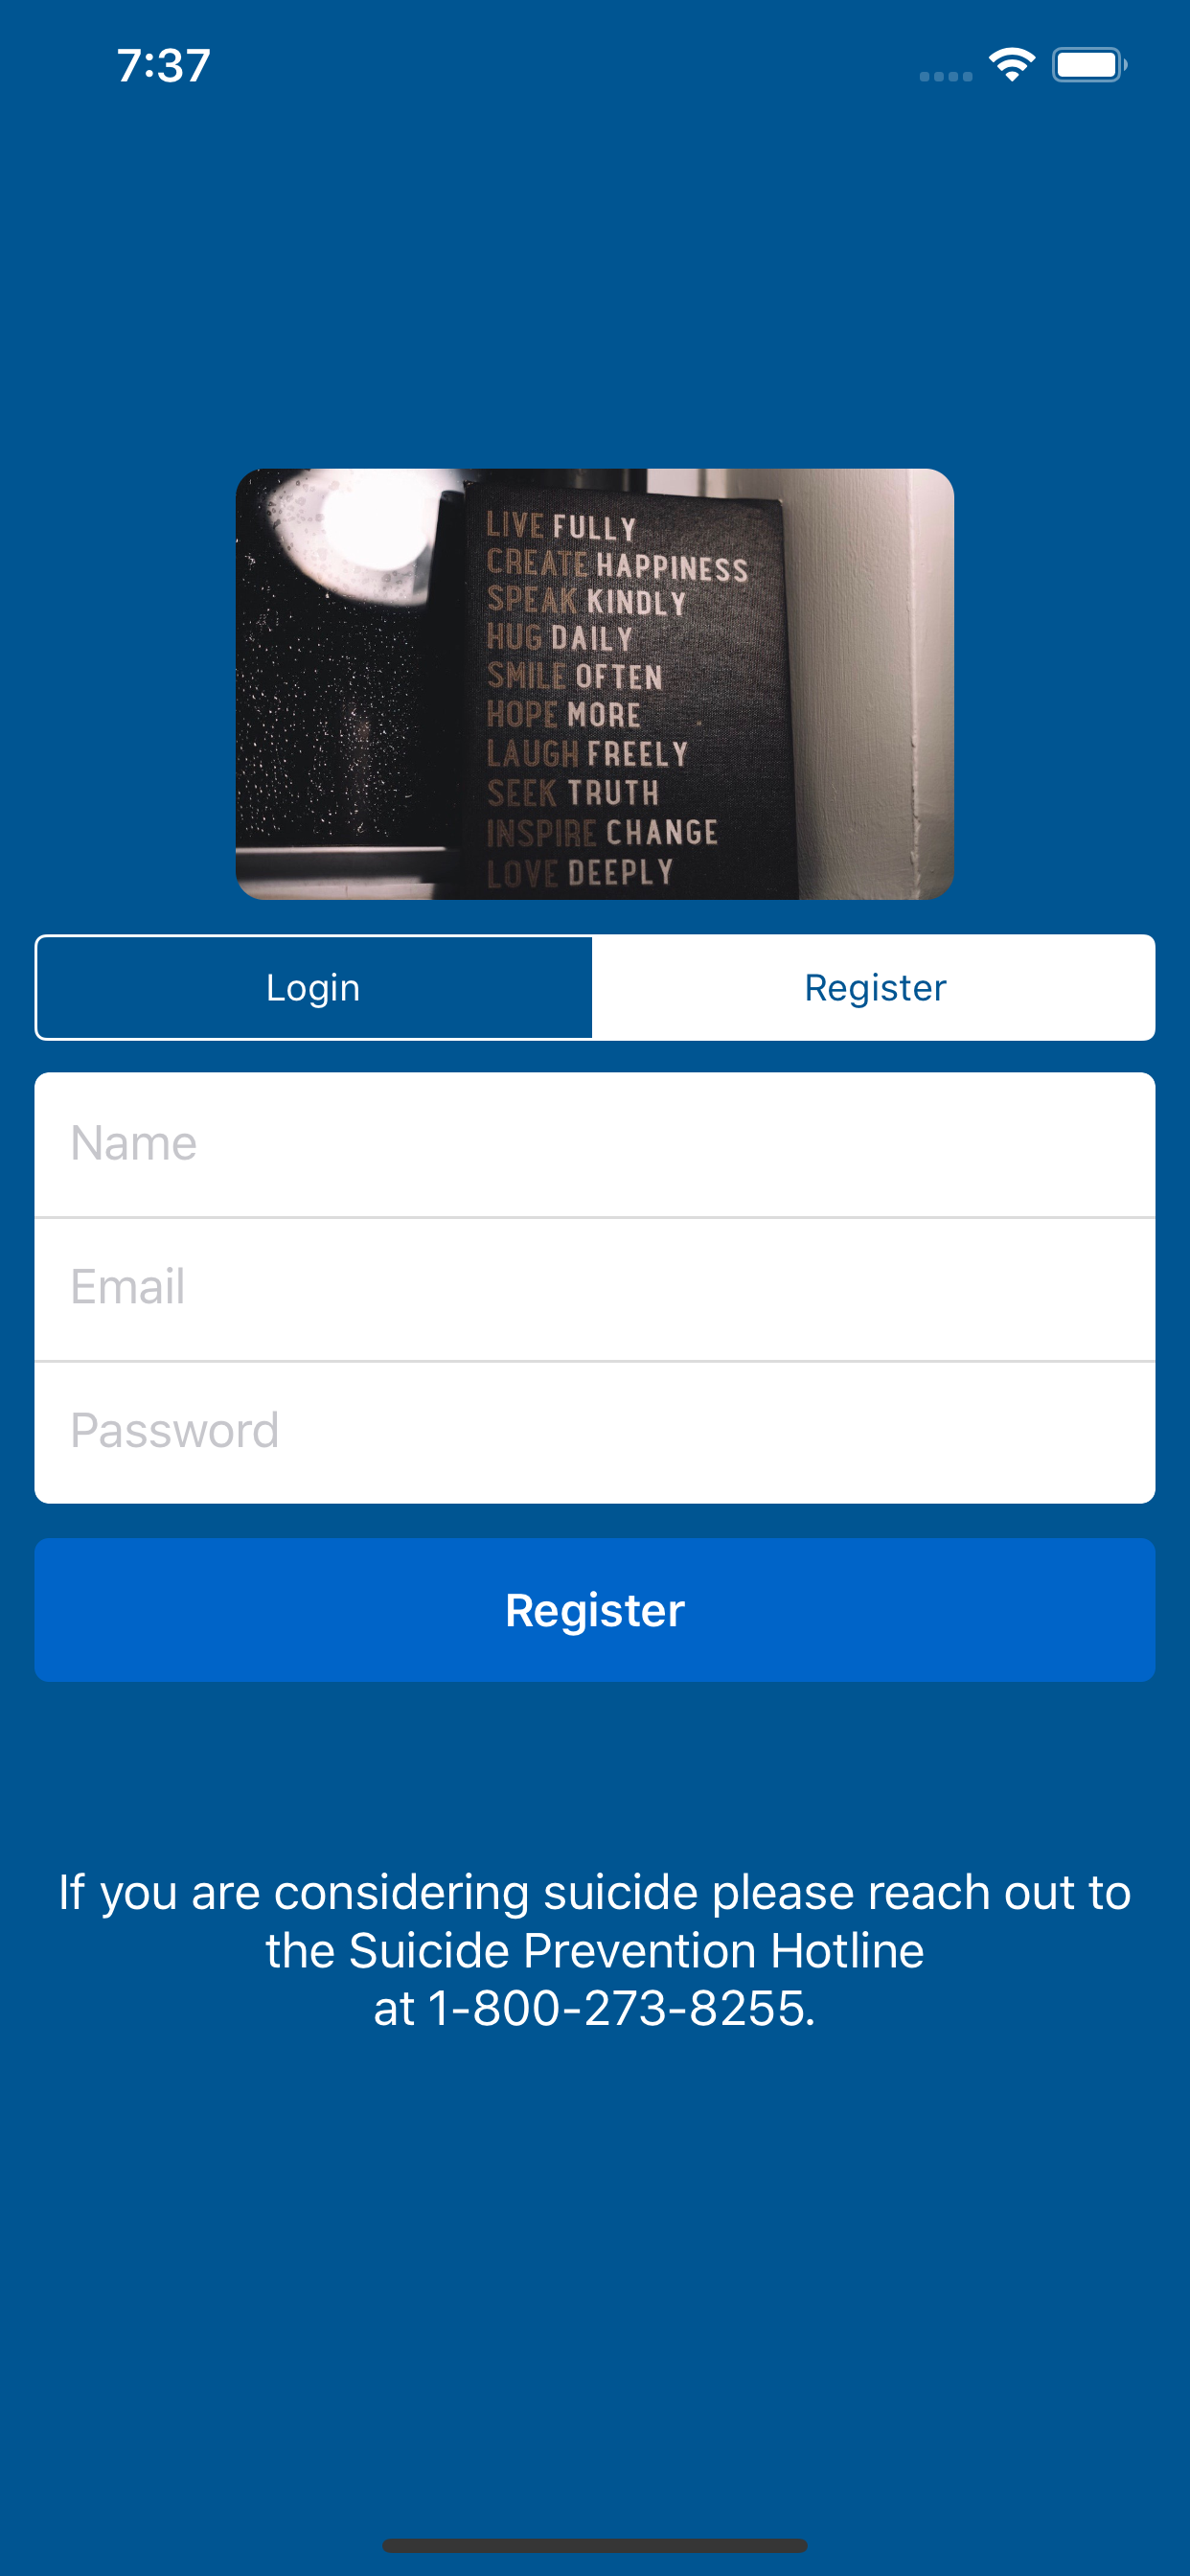 7:37
LIVE FULLY
CREATE HAPPINESS
SPEAK KINDLY
HUG DAILY
SMILE OFTEN
HOPE MORE
LAUGH FREELY
SEEK TRUTH
INSPIRE CHANGE
LOVE DEEPLY
Login Register
Name
Email
Password
Register
If you are considering suicide please reach out to
the Suicide Prevention Hotline
at 1-800-273-8255.